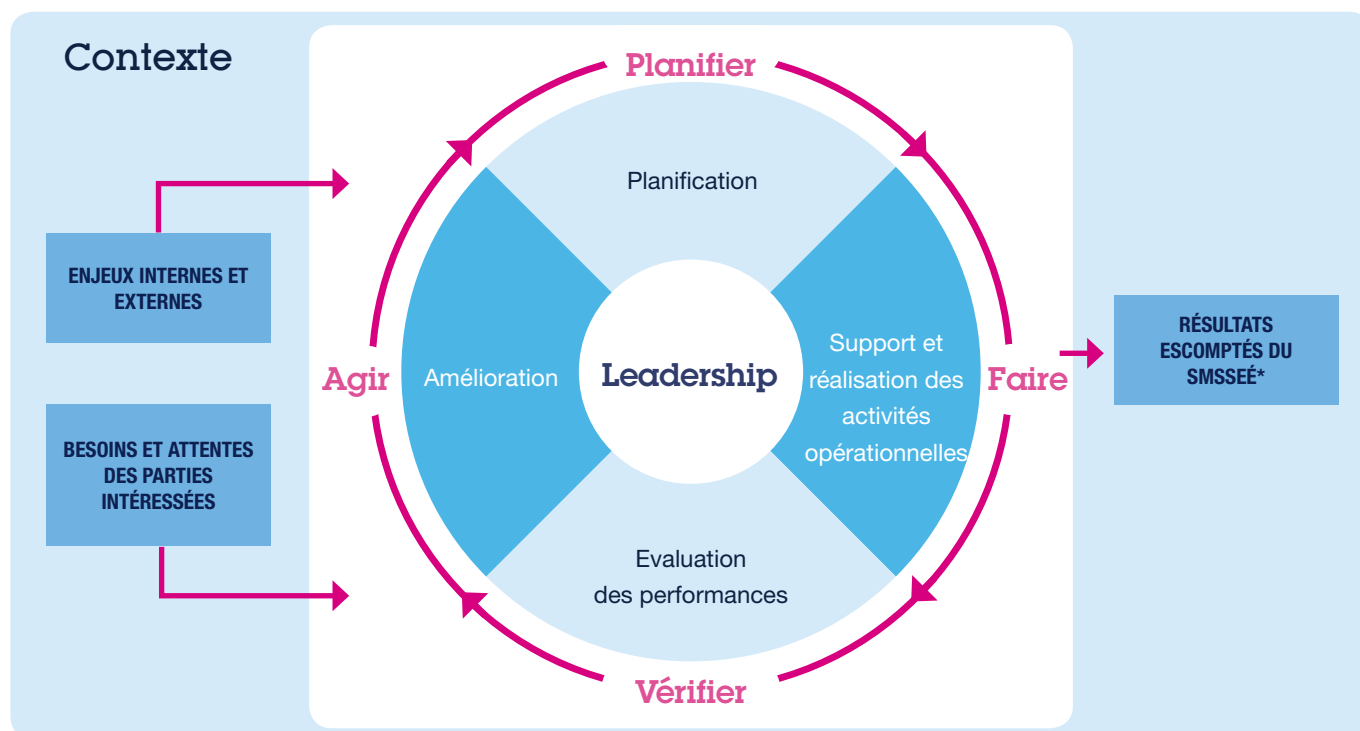 Contexte
Planifier
Planification
ENJEUX INTERNES ET
EXTERNES
Agir
Amélioration
Leadership
Support et
réalisation des
activités
opérationnelles
Faire
RÉSULTATS
ESCOMPTÉS DU
SMSSEÉ*
BESOINS ET ATTENTES
DES PARTIES
INTÉRESSÉES
Evaluation
des performances
Vérifier